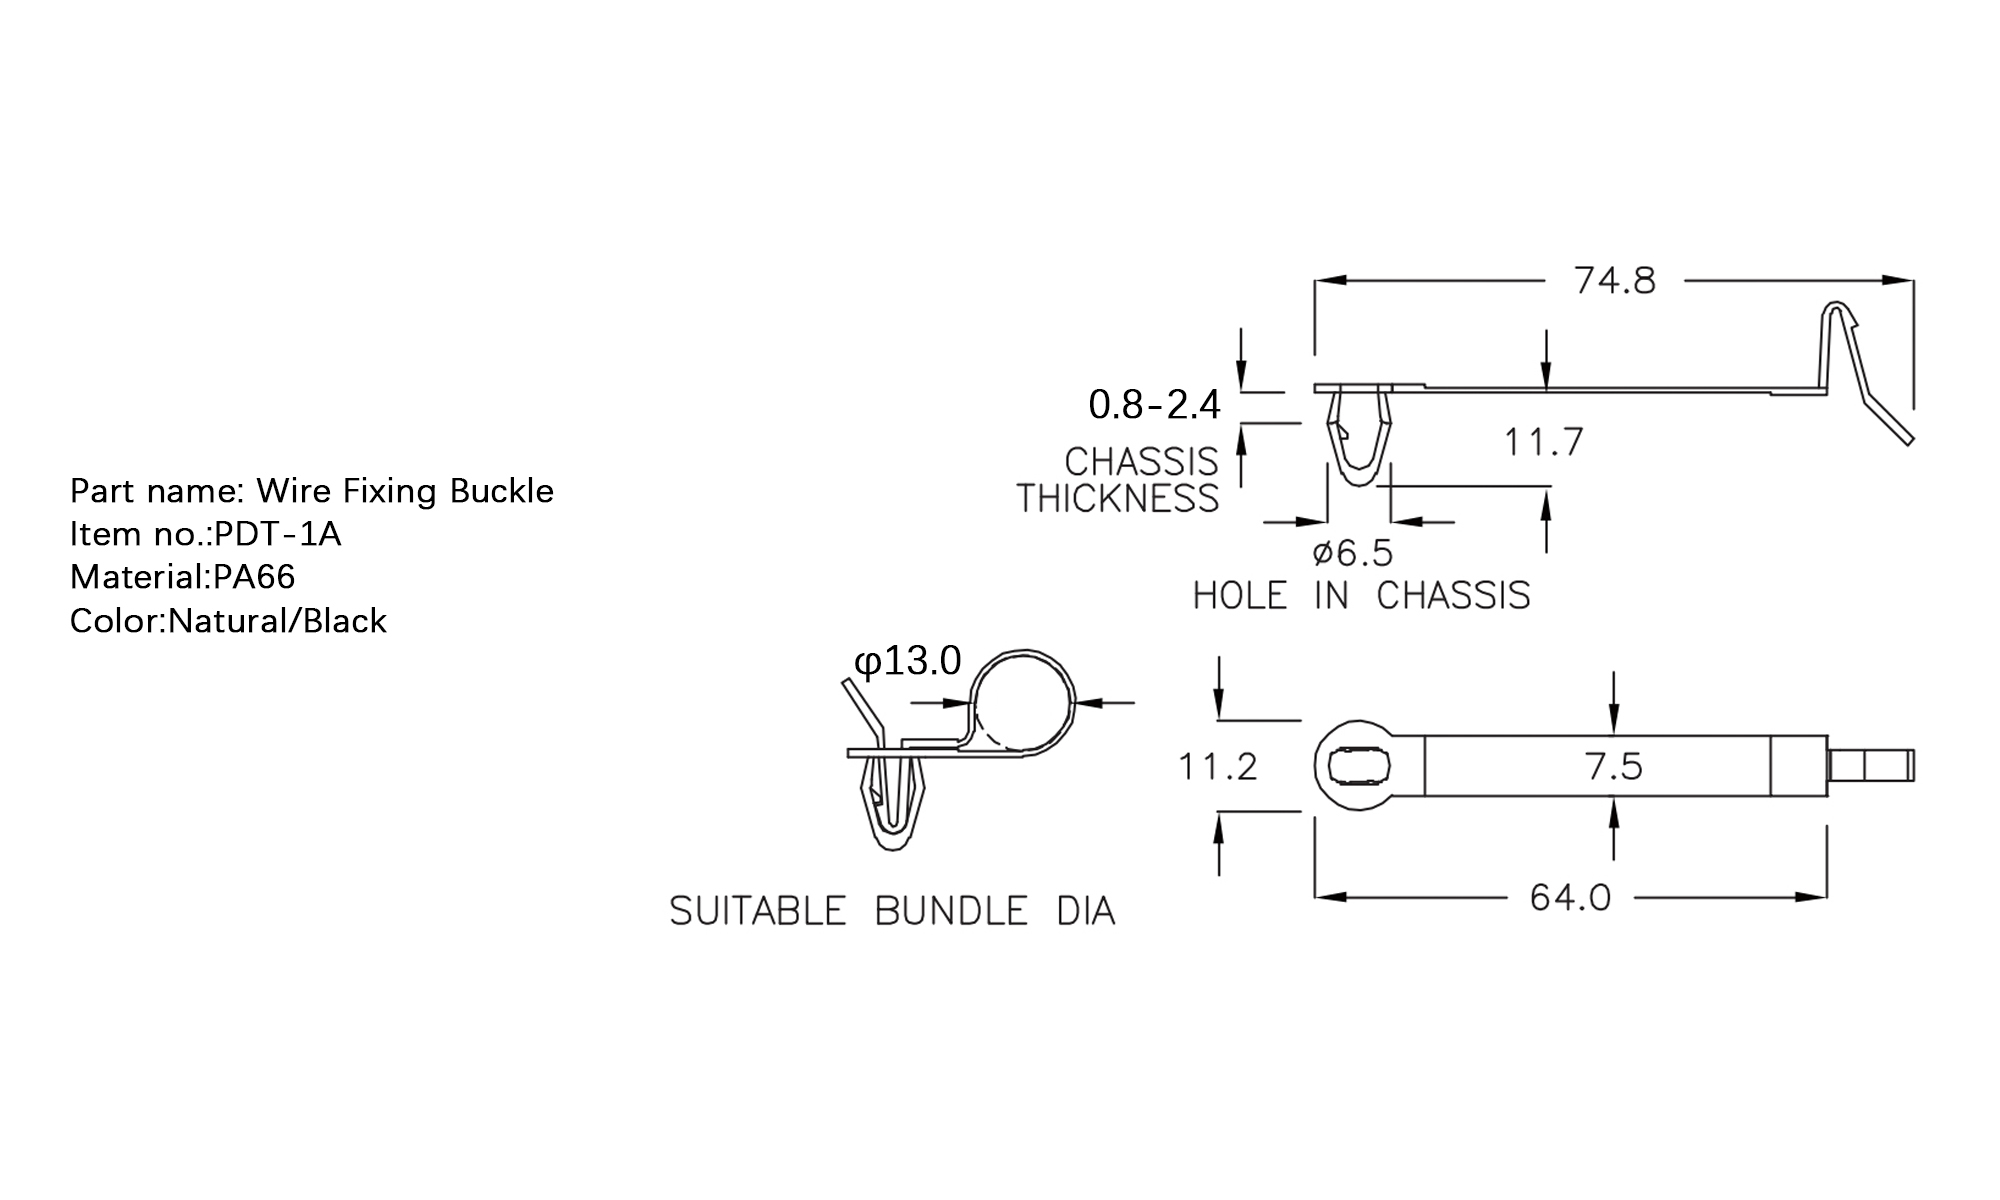 Part name: Wire Fixing Buckle
Item no.:PDT-1A
Material:PA66
Color:Natural/Black
74.8
0.8-2.4
CHASSIS
THICKNESS
11.7
ø6.5
HOLE IN CHASSIS
φ13.0
SUITABLE BUNDLE DIA
11.2
7.5
64.0